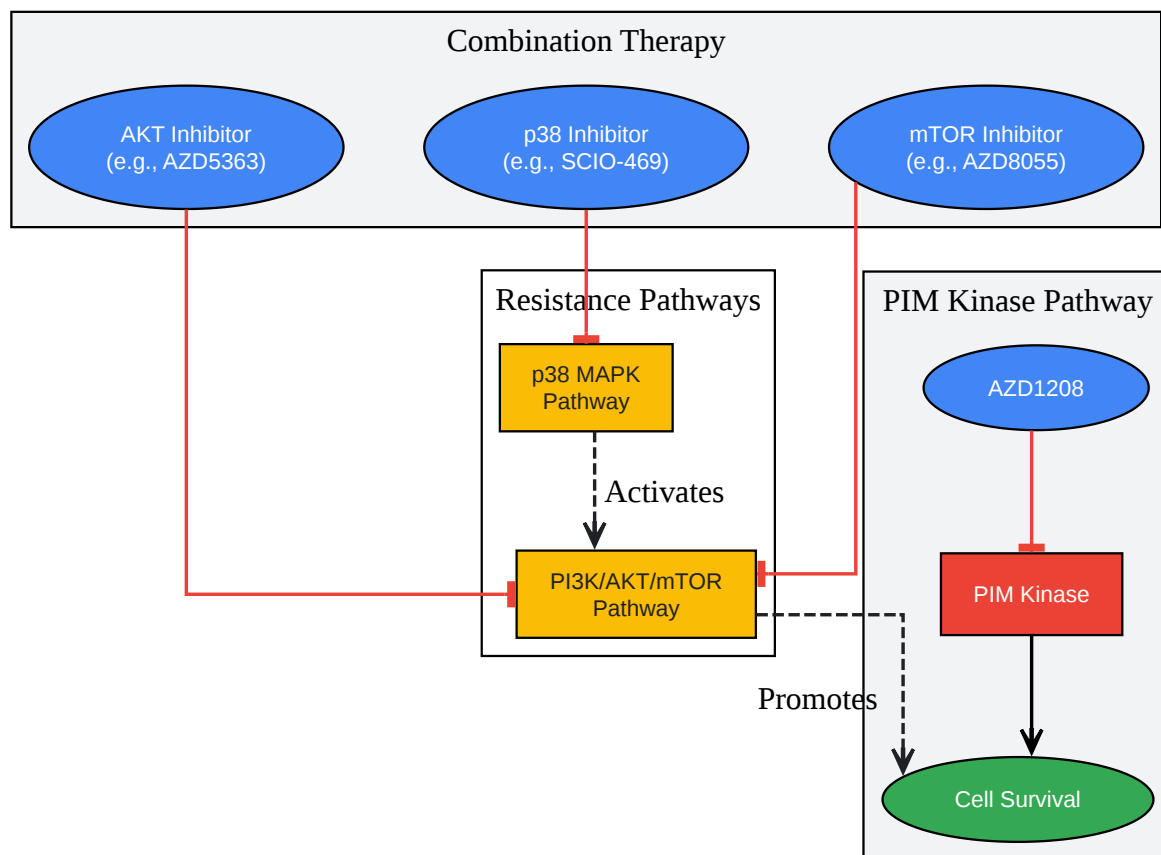 Combination Therapy
AKT Inhibitor
(e.g., AZD5363)
p38 Inhibitor
(e.g., SCIO-469)
mTOR Inhibitor
(e.g., AZD8055)
Resistance Pathways
p38 MAPK
Pathway
Activates
PI3K/AKT/mTOR
Pathway
Promotes
PIM Kinase Pathway
AZD1208
PIM Kinase
Cell Survival